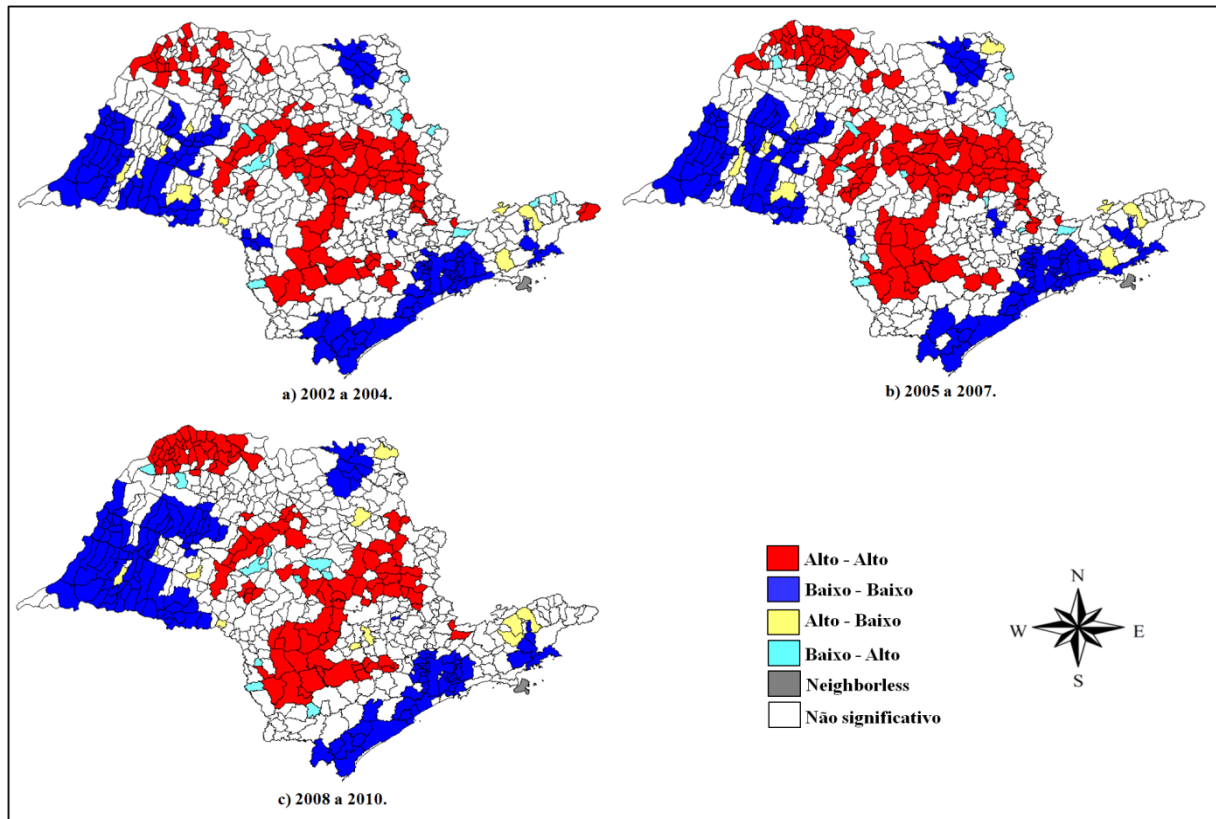 a) 2002 a 2004.
b) 2005 a 2007.
c) 2008 a 2010.
Alto - Alto
Baixo - Baixo
Alto - Baixo
Baixo - Alto
Neighborless
Não significativo
N
W E
S